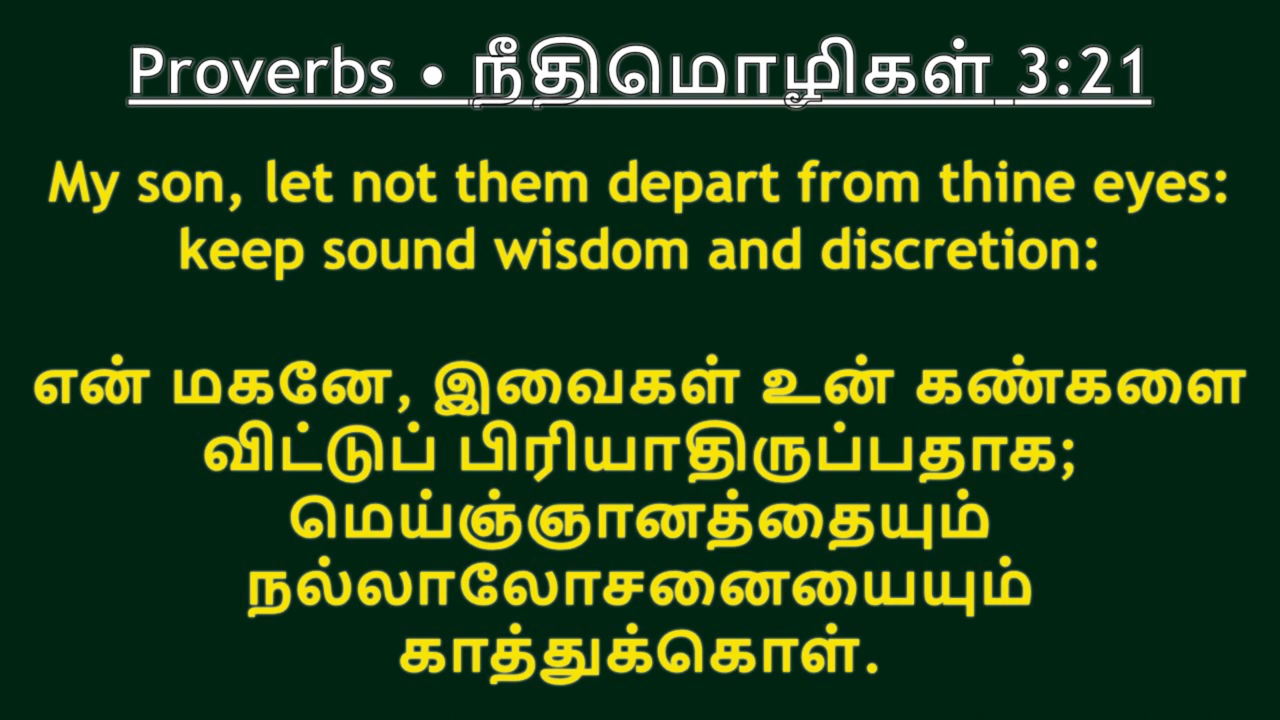 Proverbs • நீதிமொழிகள் 3:21
My son, let not them depart from thine eyes:
keep sound wisdom and discretion:
என் மகனே, இவைகள் உன் கண்களை
விட்டுப் பிரியாதிருப்பதாக;
மெய்ஞ்ஞானத்தையும்
நல்லாலோசனையையும்
காத்துக்கொள்.